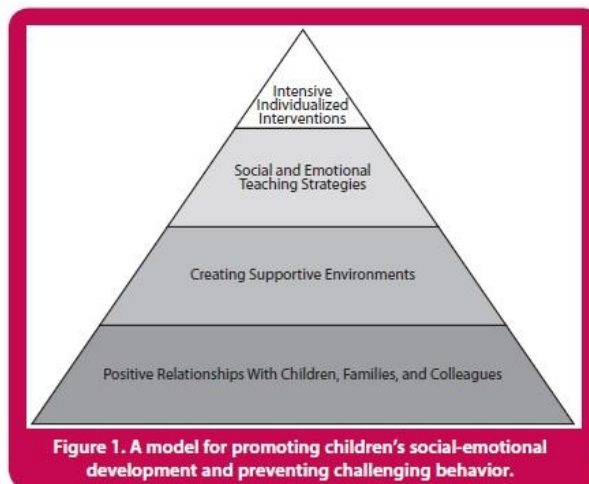 Intensive
Individualized
Interventions
Social and Emotional
Teaching Strategies
Creating Supportive Environments
Positive Relationships With Children, Families, and Colleagues
Figure 1. A model for promoting children's social-emotional
development and preventing challenging behavior.